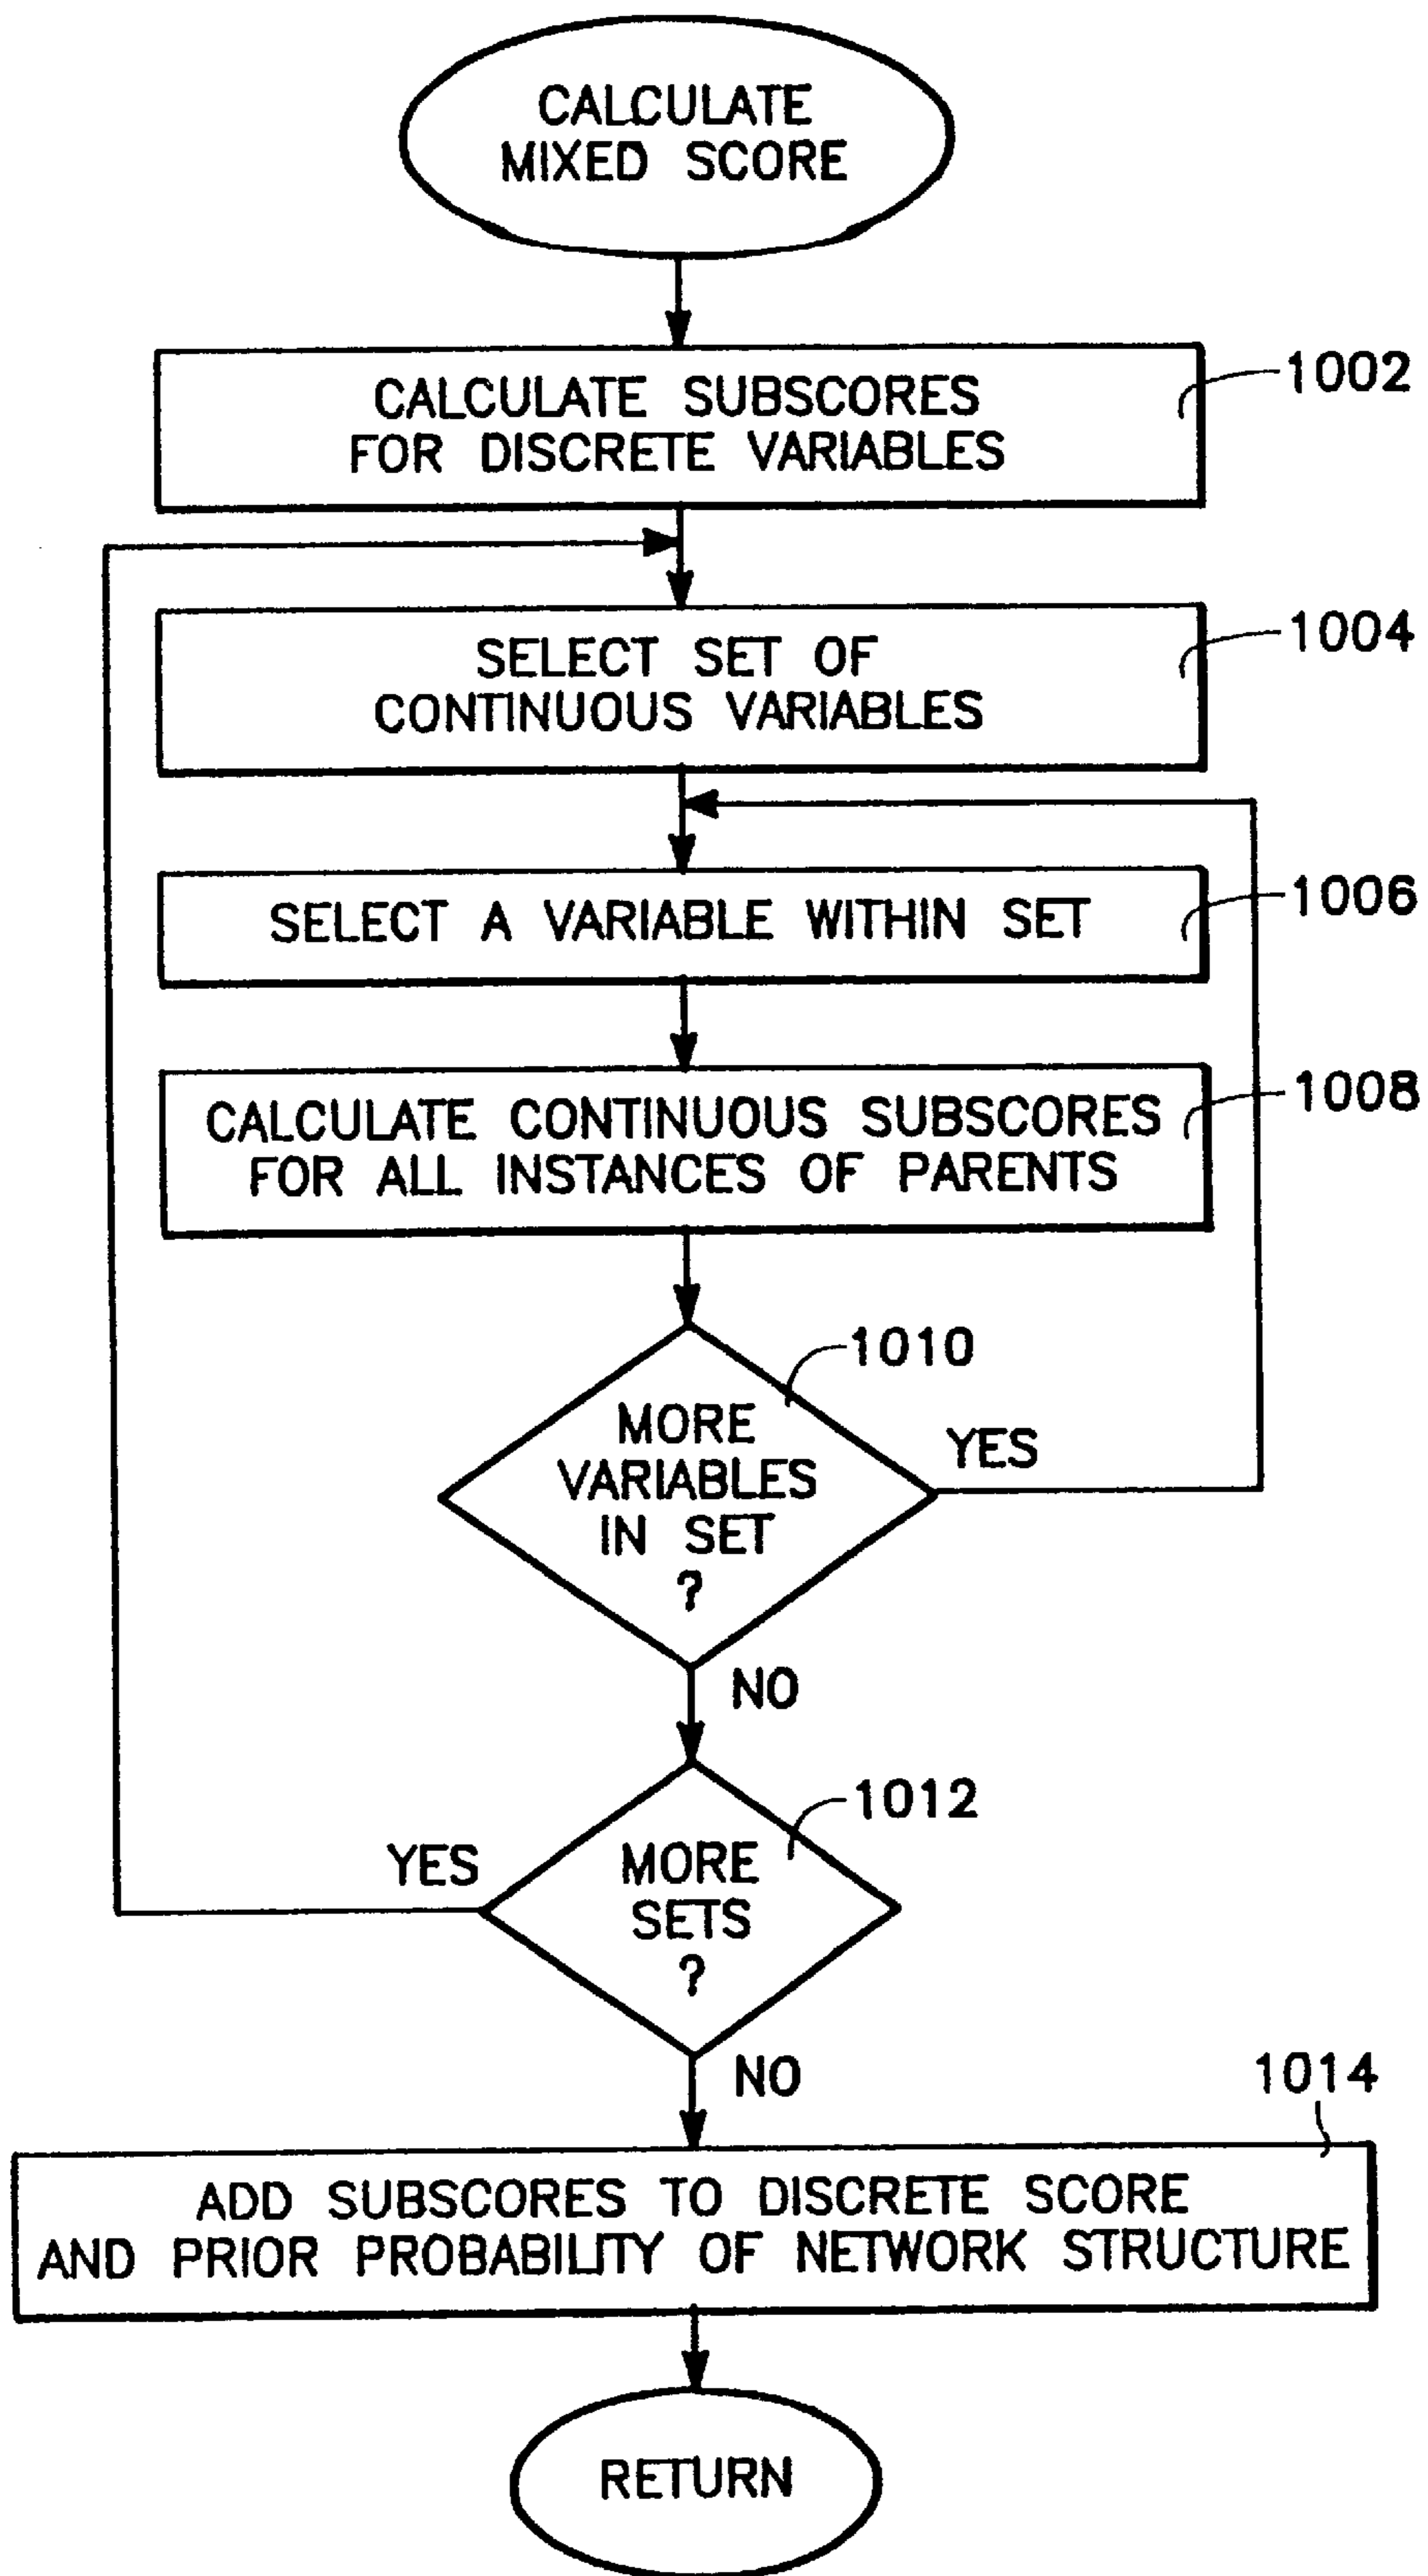 CALCULATE
MIXED SCORE
CALCULATE SUBSCORES
FOR DISCRETE VARIABLES
1002
SELECT SET OF
CONTINUOUS VARIABLES
1004
SELECT A VARIABLE WITHIN SET
1006
CALCULATE CONTINUOUS SUBSCORES
FOR ALL INSTANCES OF PARENTS
1008
1010
MORE
VARIABLES
IN SET
?
YES
NO
1012
YES
MORE
SETS
?
NO
1014
ADD SUBSCORES TO DISCRETE SCORE
AND PRIOR PROBABILITY OF NETWORK STRUCTURE
RETURN